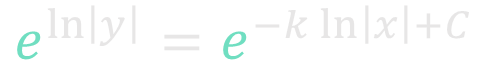 e^{ln|y|} = e^{-k ln|x|+C}